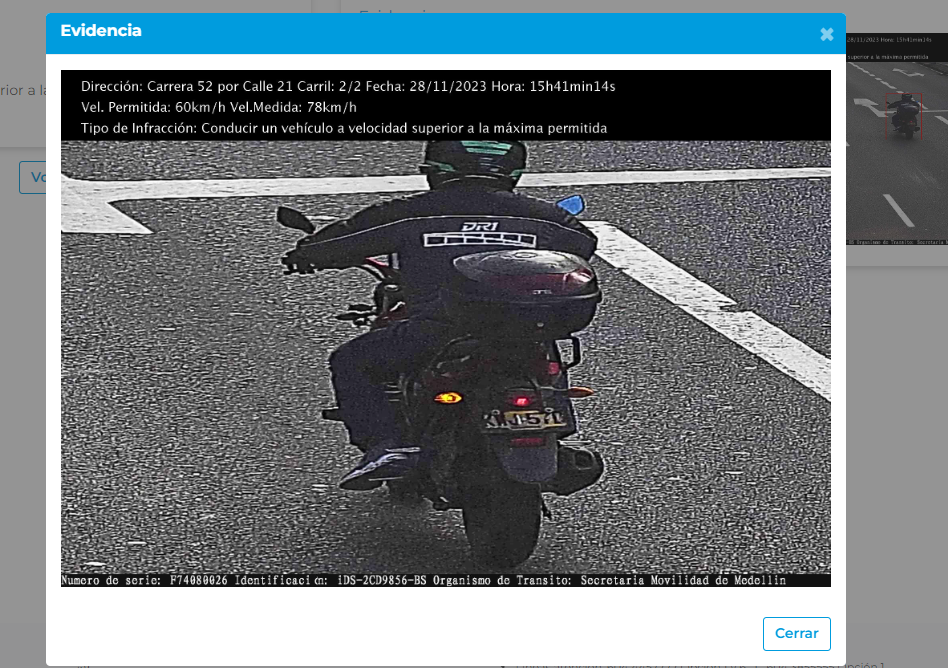 Evidencia
Dirección: Carrera 52 por Calle 21 Carril: 2/2 Fecha: 28/11/2023 Hora: 15h41min14s
Vel. Permitida: 60km/h Vel.Medida: 78km/h
Tipo de Infracción: Conducir un vehículo a velocidad superior a la máxima permitida
DR1
Numero de serie: F74080026 Identificación: iDS-2CD9856-BS Organismo de Transito: Secretaria Movilidad de Medellin
Cerrar
Evidencia
28/11/2023 Hora: 15h41min14s
superior a la máxima permitida
rior a la
Vo
Organismo de Transito: Secretaria M